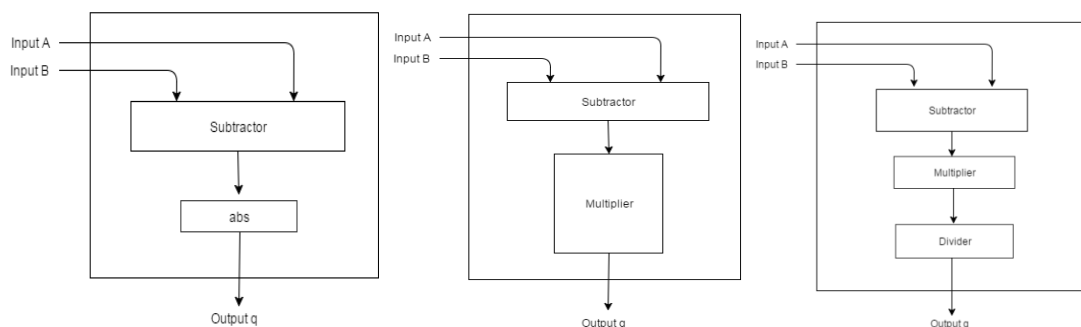 Input A
Input B
Subtractor
abs
Output q
Input A
Input B
Subtractor
Multiplier
Output q
Input A
Input B
Subtractor
Multiplier
Divider
Output q